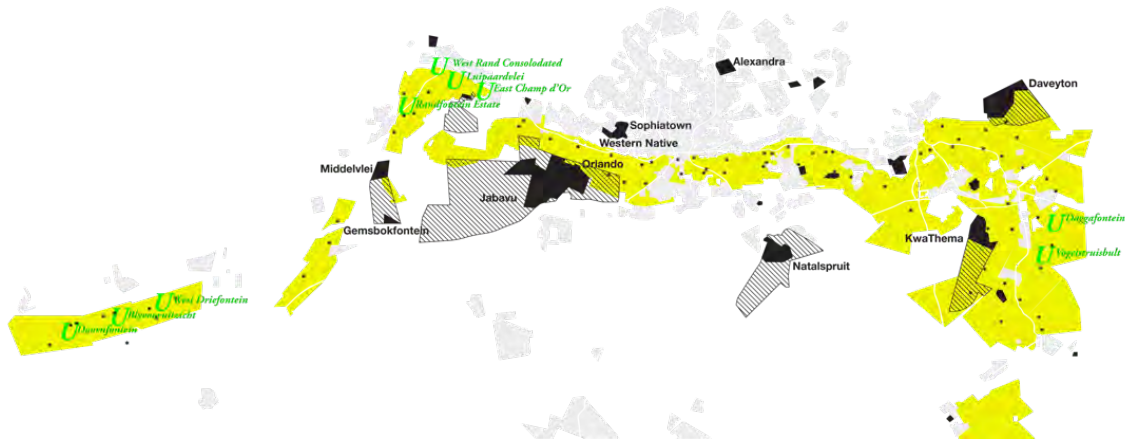 U West Rand Consolodated
U Luipaardvlei
U East Champ d'Or
U Randfontein Estate
Alexandra
Daveyton
Sophiatown
Western Native
Orlando
Middelvlei
Jabavu
Gemsbokfontein
KwaThema
U Daggafontein
U Vogelstruisbult
Natalspruit
U West Driefontein
U Blyvooruitzicht
U Doornfontein